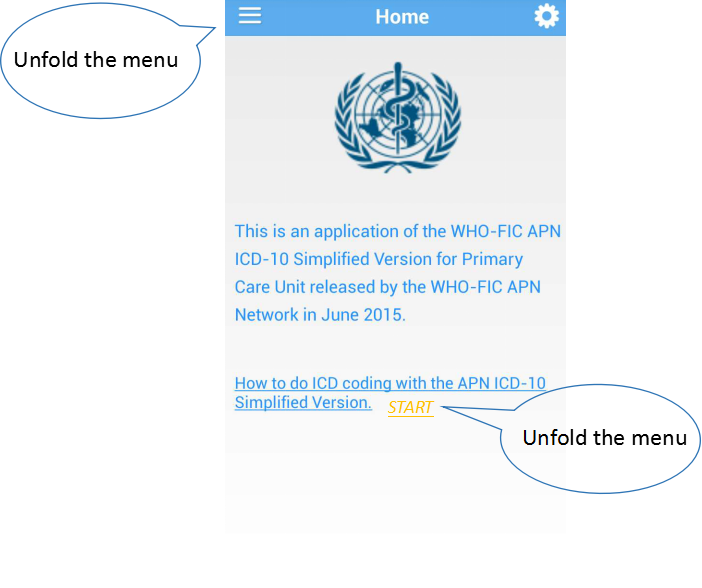 Home
Unfold the menu
This is an application of the WHO-FIC APN
ICD-10 Simplified Version for Primary
Care Unit released by the WHO-FIC APN
Network in June 2015.
How to do ICD coding with the APN ICD-10
Simplified Version. START
Unfold the menu